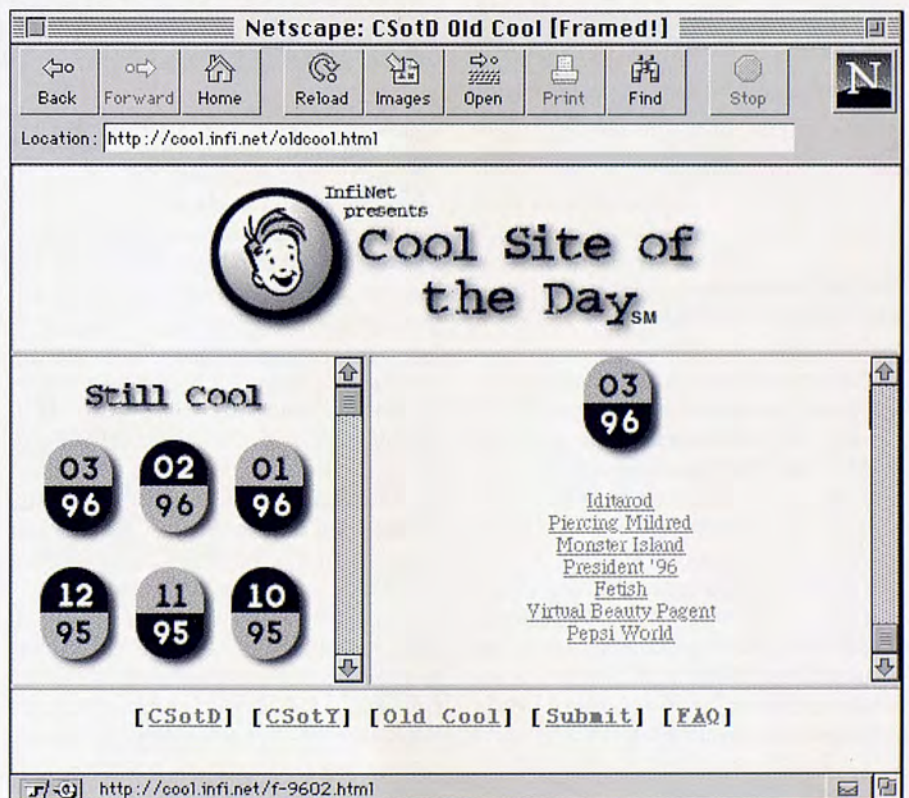 Netscape: CSotD Old Cool [Framed!]
Back Forward Home Reload Images Open Print Find Stop
N
Location: http://cool.infi.net/oldcool.html
InfiNet
presents
Cool Site of
the Day SM
Still Cool
03 96
02 96
01 96
12 95
11 95
10 95
03
96
Iditarod
Piercing Mildred
Monster Island
President '96
Fetish
Virtual Beauty Pagent
Pepsi World
[CSotD] [CSotY] [Old Cool] [Submit] [FAQ]
http://cool.infi.net/f-9602.html